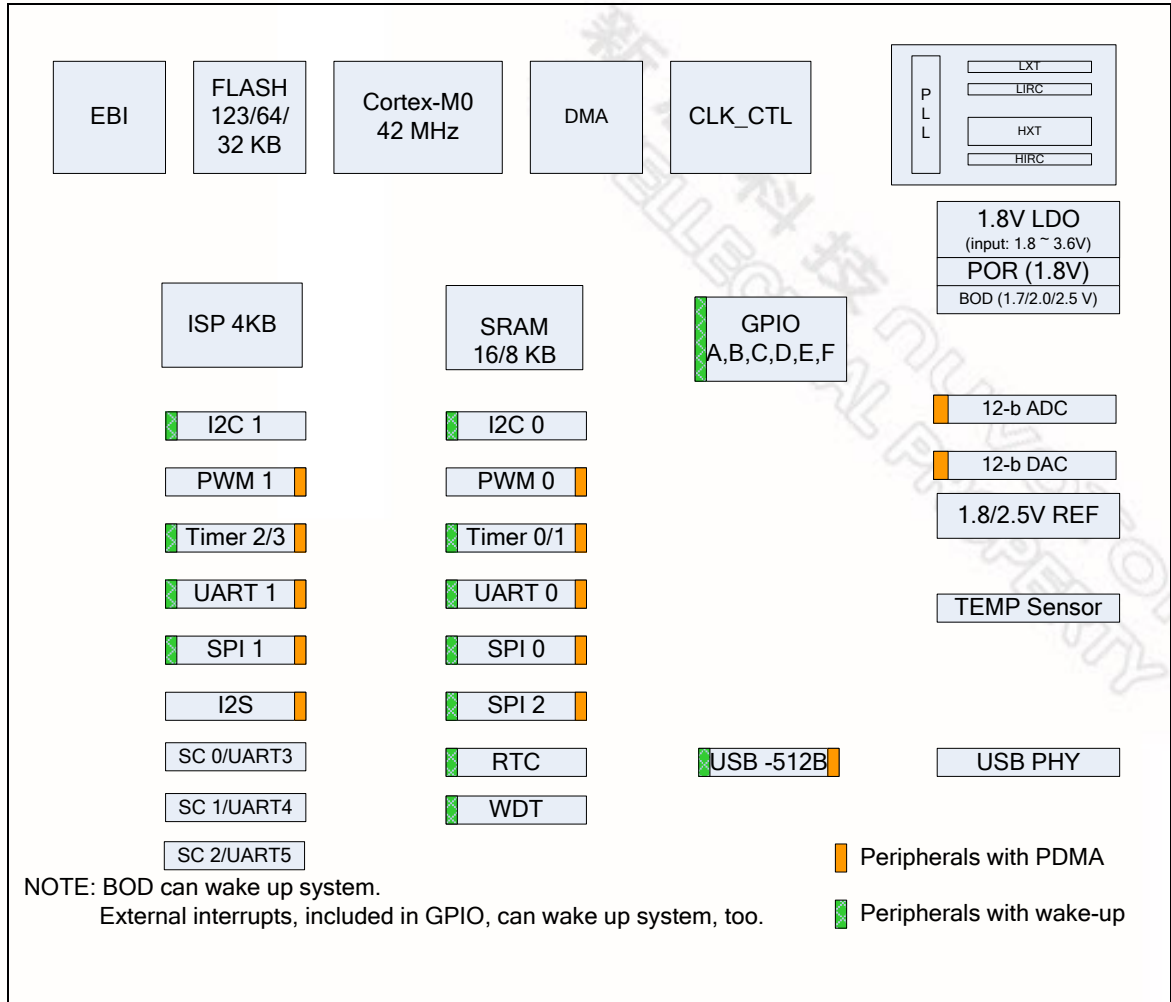 EBI
FLASH
123/64/
32 KB
Cortex-M0
42 MHz
DMA
CLK_CTL
P
L
L
LXT
LIRC
HXT
HIRC
1.8V LDO
(input: 1.8 ~ 3.6V)
POR (1.8V)
BOD (1.7/2.0/2.5 V)
ISP 4KB
SRAM
16/8 KB
GPIO
A,B,C,D,E,F
I2C 1
I2C 0
12-b ADC
PWM 1
PWM 0
12-b DAC
1.8/2.5V REF
Timer 2/3
Timer 0/1
UART 1
UART 0
TEMP Sensor
SPI 1
SPI 0
I2S
SPI 2
SC 0/UART3
RTC
USB -512B
USB PHY
SC 1/UART4
WDT
SC 2/UART5
Peripherals with PDMA
NOTE: BOD can wake up system.
External interrupts, included in GPIO, can wake up system, too.
Peripherals with wake-up